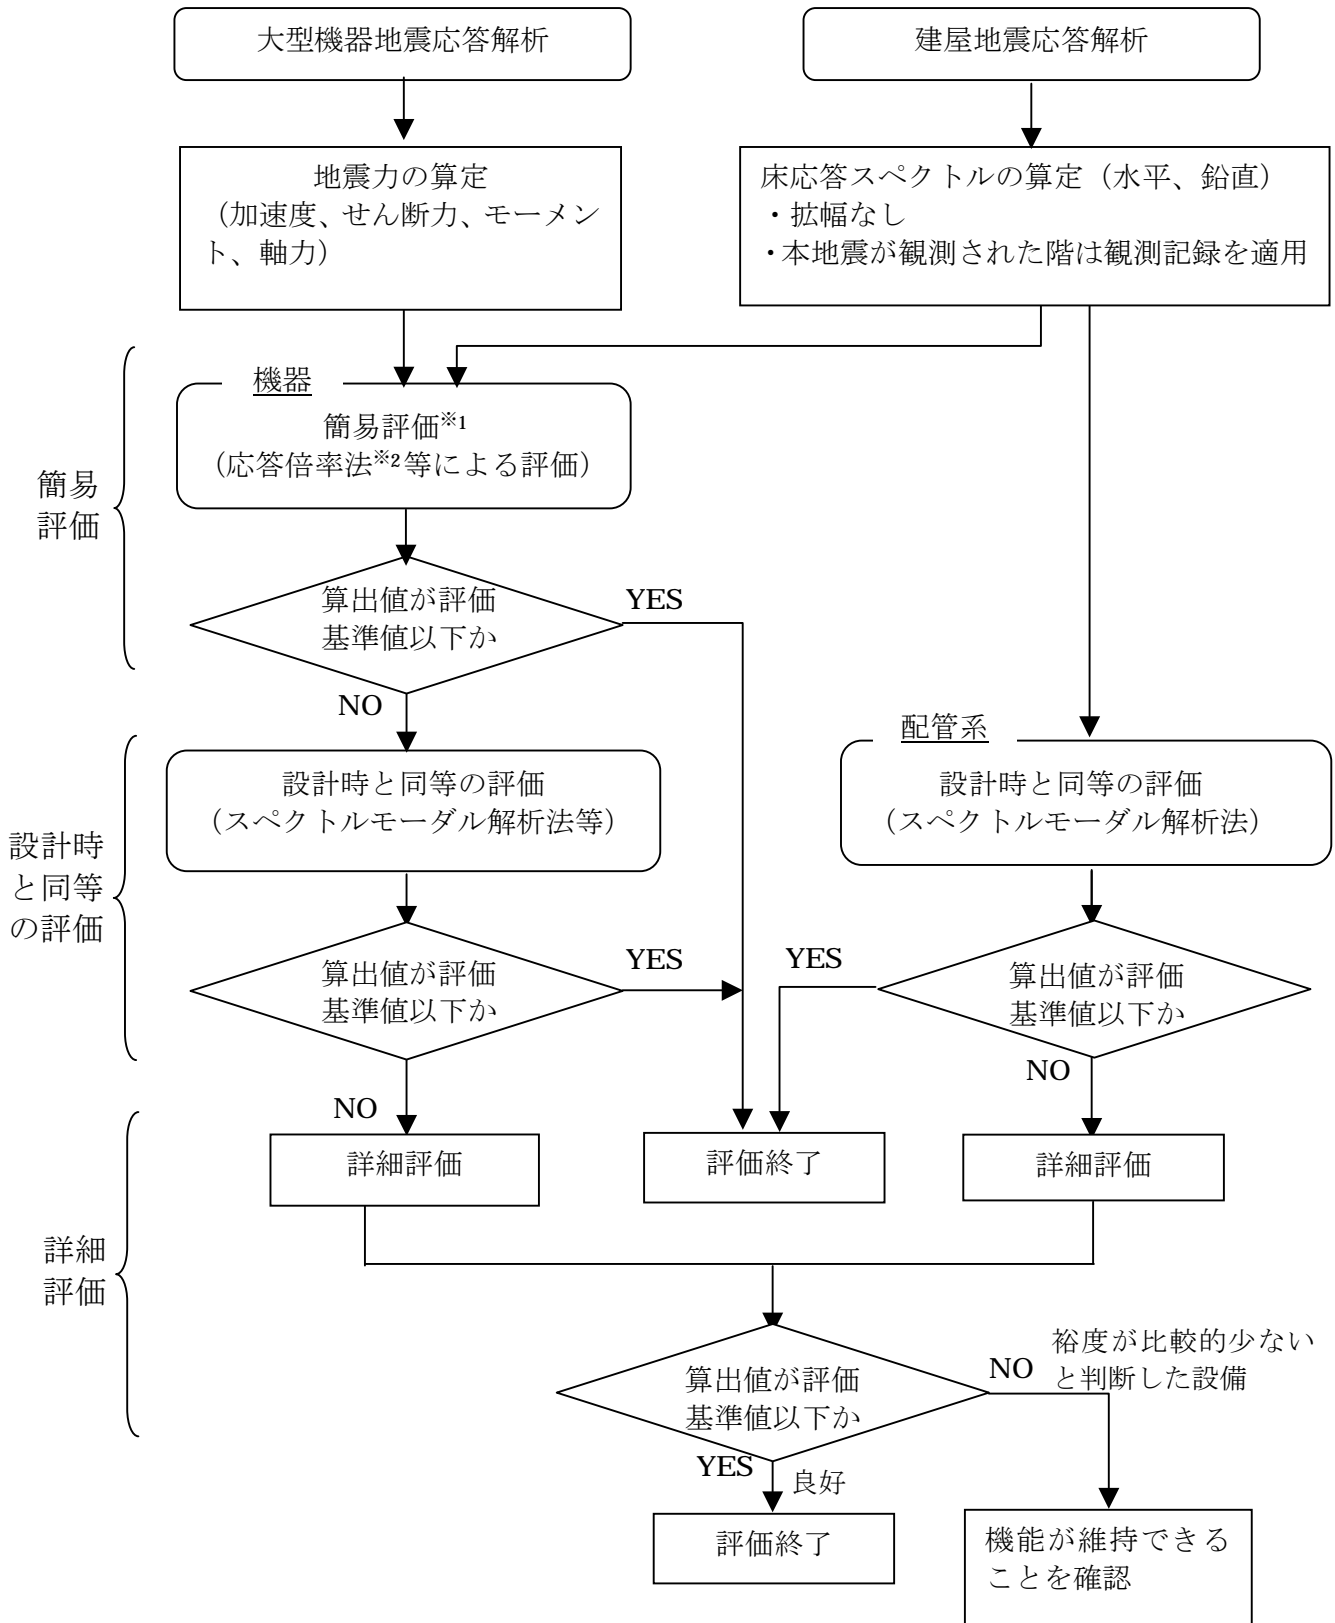 大型機器地震応答解析
建屋地震応答解析
地震力の算定
（加速度、せん断力、モーメン
ト、軸力）
床応答スペクトルの算定（水平、鉛直）
・拡幅なし
・本地震が観測された階は観測記録を適用
簡易
評価
機器
簡易評価※1
（応答倍率法※2等による評価）
算出値が評価
基準値以下か
YES
NO
設計時
と同等
の評価
設計時と同等の評価
（スペクトルモーダル解析法等）
配管系
設計時と同等の評価
（スペクトルモーダル解析法）
算出値が評価
基準値以下か
YES
NO
YES
算出値が評価
基準値以下か
NO
詳細
評価
詳細評価
評価終了
詳細評価
算出値が評価
基準値以下か
NO
裕度が比較的少ない
と判断した設備
YES
良好
評価終了
機能が維持できる
ことを確認